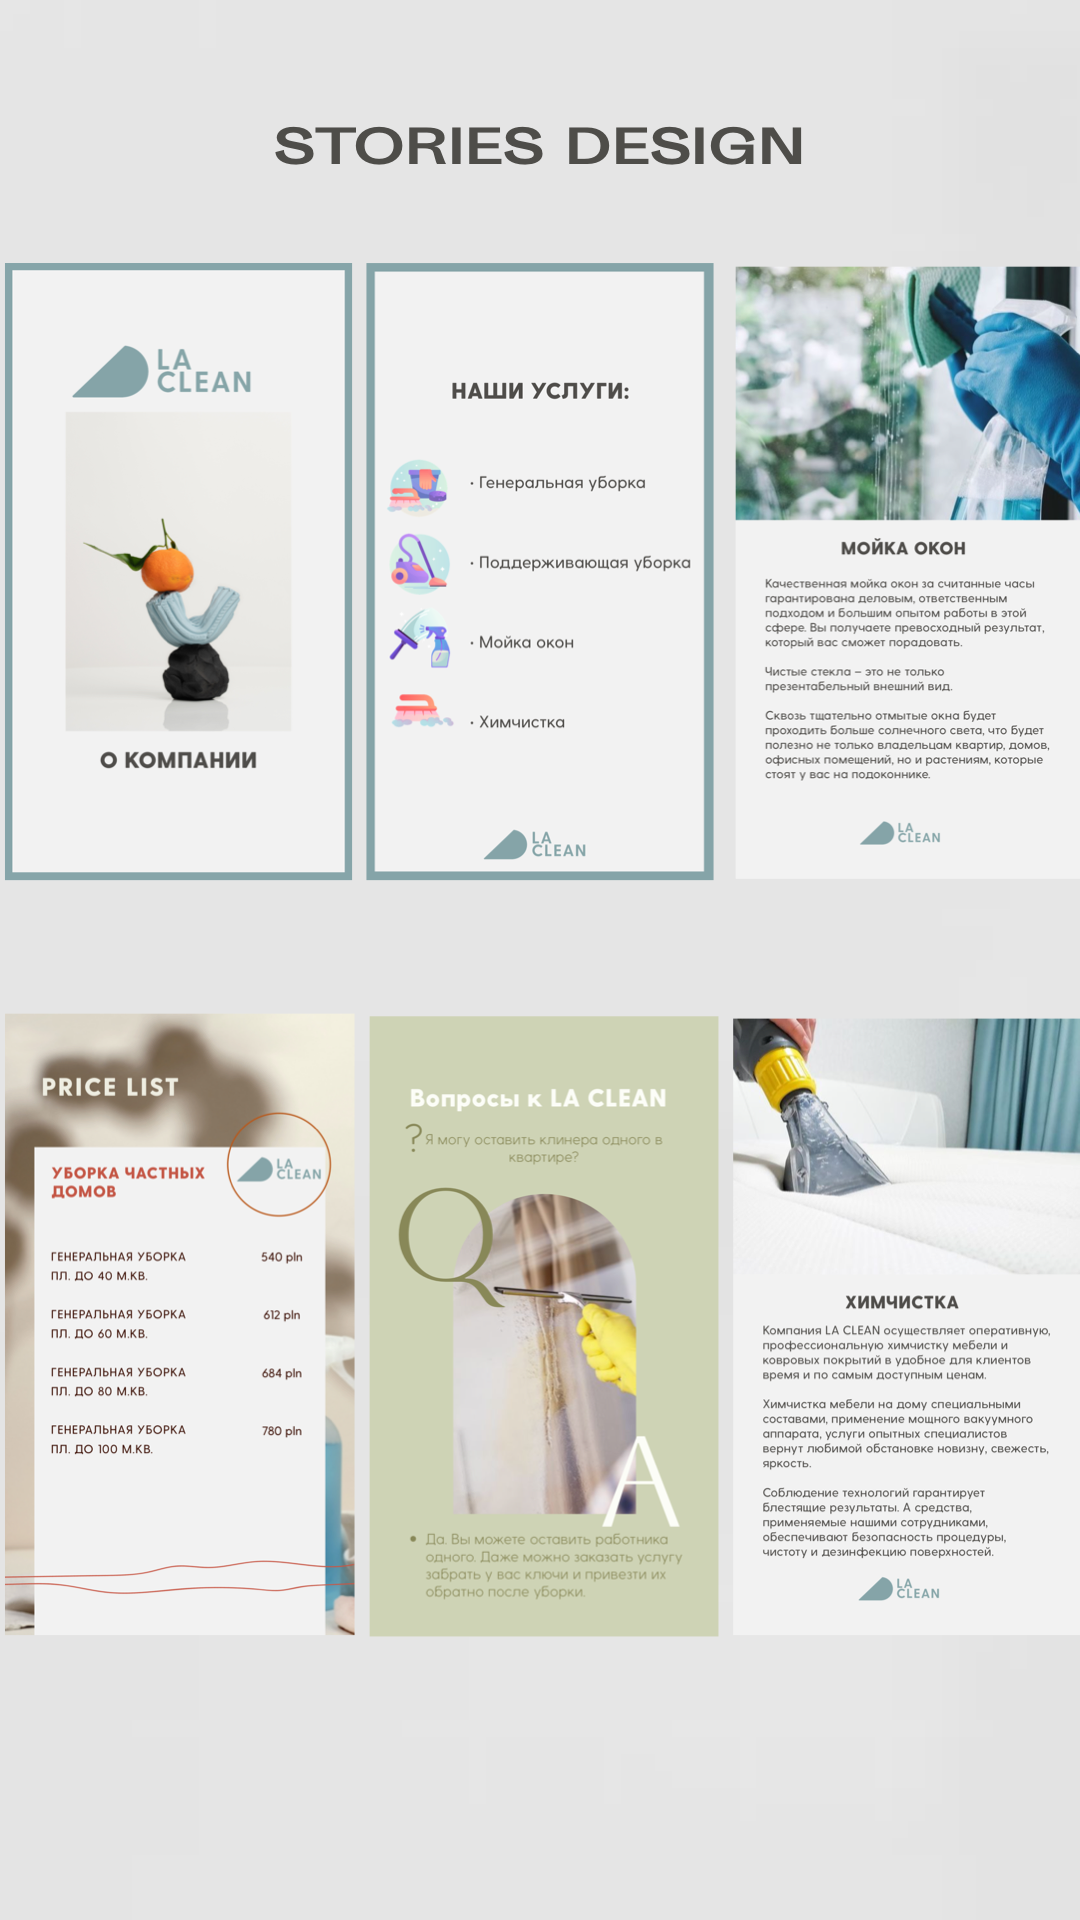 STORIES DESIGN
LA
CLEAN
О КОМПАНИИ
НАШИ УСЛУГИ:
· Генеральная уборка
· Поддерживающая уборка
· Мойка окон
· Химчистка
LA
CLEAN
МОЙКА ОКОН
Качественная мойка окон за считанные часы
гарантирована деловым, ответственным
подходом и большим опытом работы в этой
сфере. Вы получаете превосходный результат,
который вас сможет порадовать.
Чистые стекла – это не только
презентабельный внешний вид.
Сквозь тщательно отмытые окна будет
проходить больше солнечного света, что будет
полезно не только владельцам квартир, домов,
офисных помещений, но и растениям, которые
стоят у вас на подоконнике.
LA
CLEAN
PRICE LIST
УБОРКА ЧАСТНЫХ
ДОМОВ
LA
CLEAN
ГЕНЕРАЛЬНАЯ УБОРКА 540 pln
ПЛ. ДО 40 М.КВ.
ГЕНЕРАЛЬНАЯ УБОРКА 612 pln
ПЛ. ДО 60 М.КВ.
ГЕНЕРАЛЬНАЯ УБОРКА 684 pln
ПЛ. ДО 80 М.КВ.
ГЕНЕРАЛЬНАЯ УБОРКА 780 pln
ПЛ. ДО 100 М.КВ.
Вопросы к LA CLEAN
? Я могу оставить клинера одного в
квартире?
Q
A
• Да. Вы можете оставить работника
одного. Даже можно заказать услугу
забрать у вас ключи и привезти их
обратно после уборки.
ХИМЧИСТКА
Компания LA CLEAN осуществляет оперативную,
профессиональную химчистку мебели и
ковровых покрытий в удобное для клиентов
время и по самым доступным ценам.
Химчистка мебели на дому специальными
составами, применение мощного вакуумного
аппарата, услуги опытных специалистов
вернут любимой обстановке новизну, свежесть,
яркость.
Соблюдение технологий гарантирует
блестящие результаты. А средства,
применяемые нашими сотрудниками,
обеспечивают безопасность процедуры,
чистоту и дезинфекцию поверхностей.
LA
CLEAN